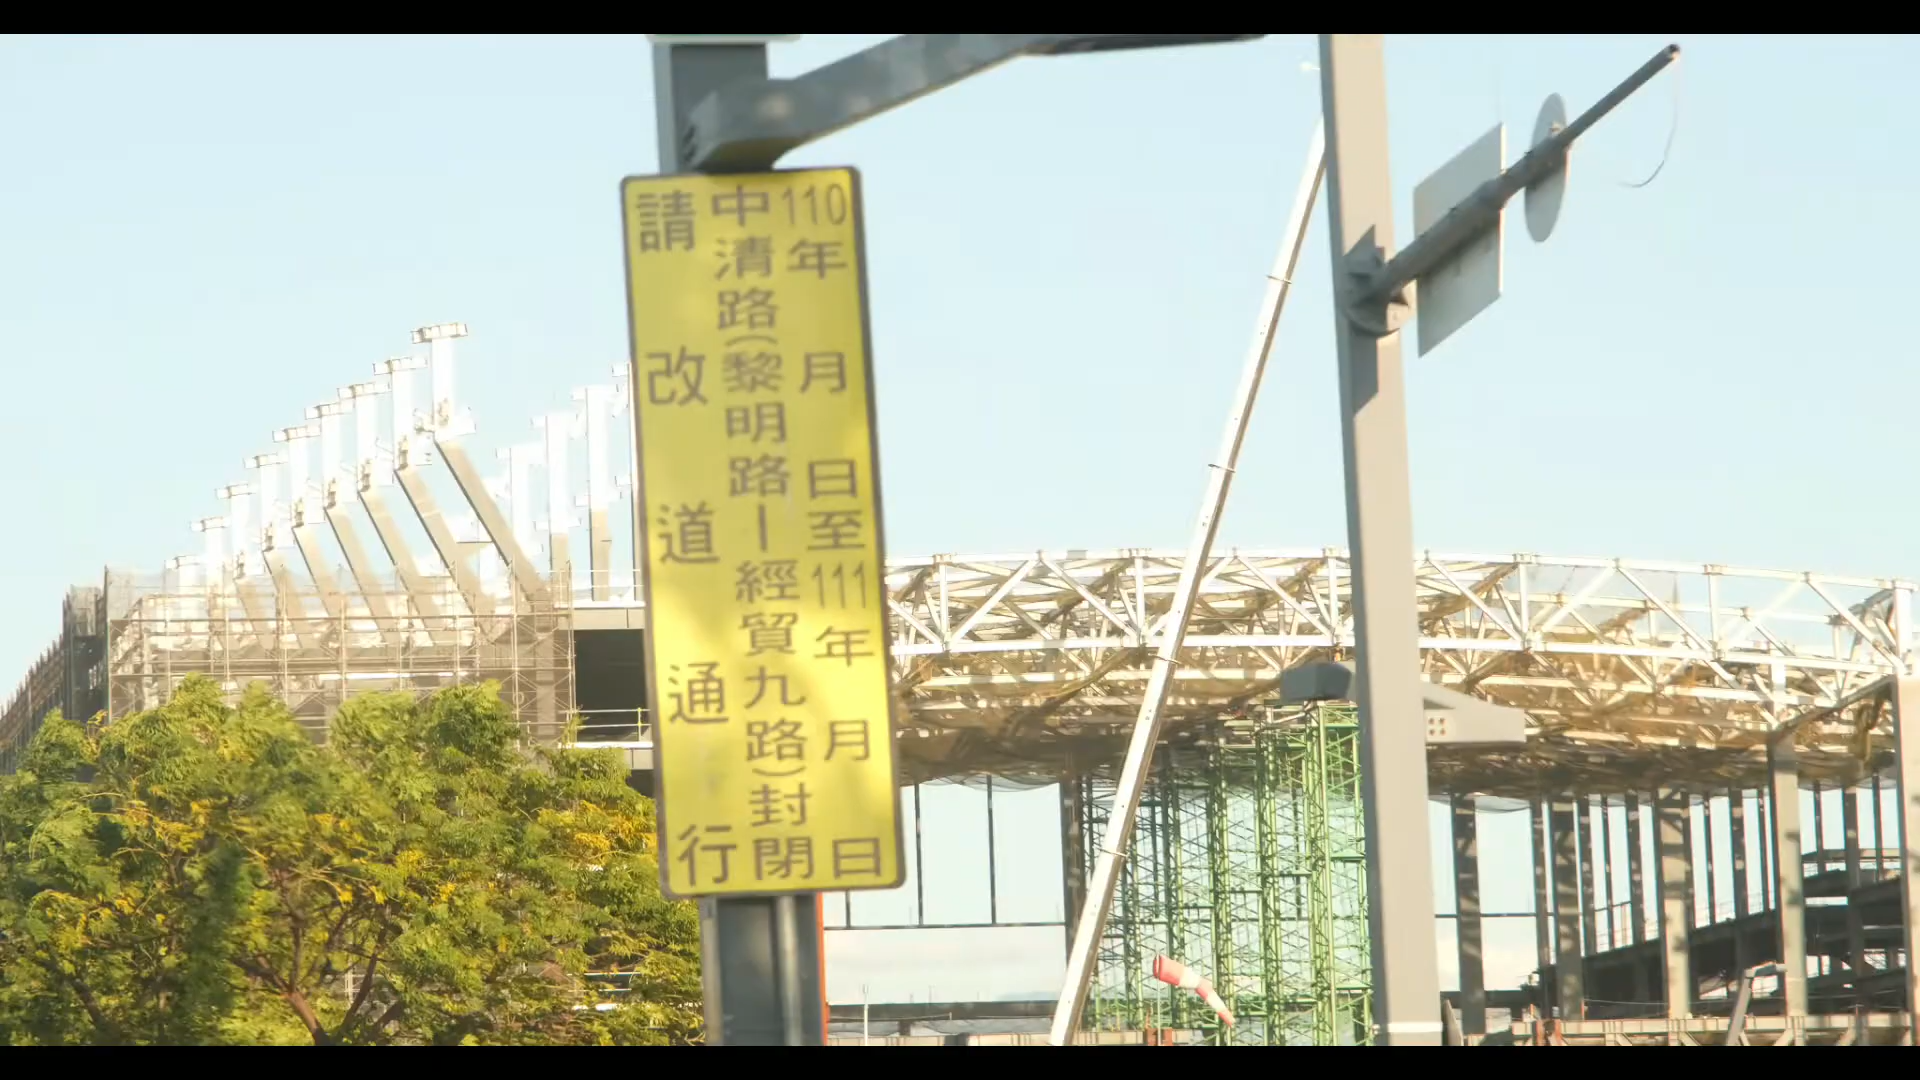 110年 月 日至111年 月 日
中清路(黎明路－經貿九路)封閉
請改道通行